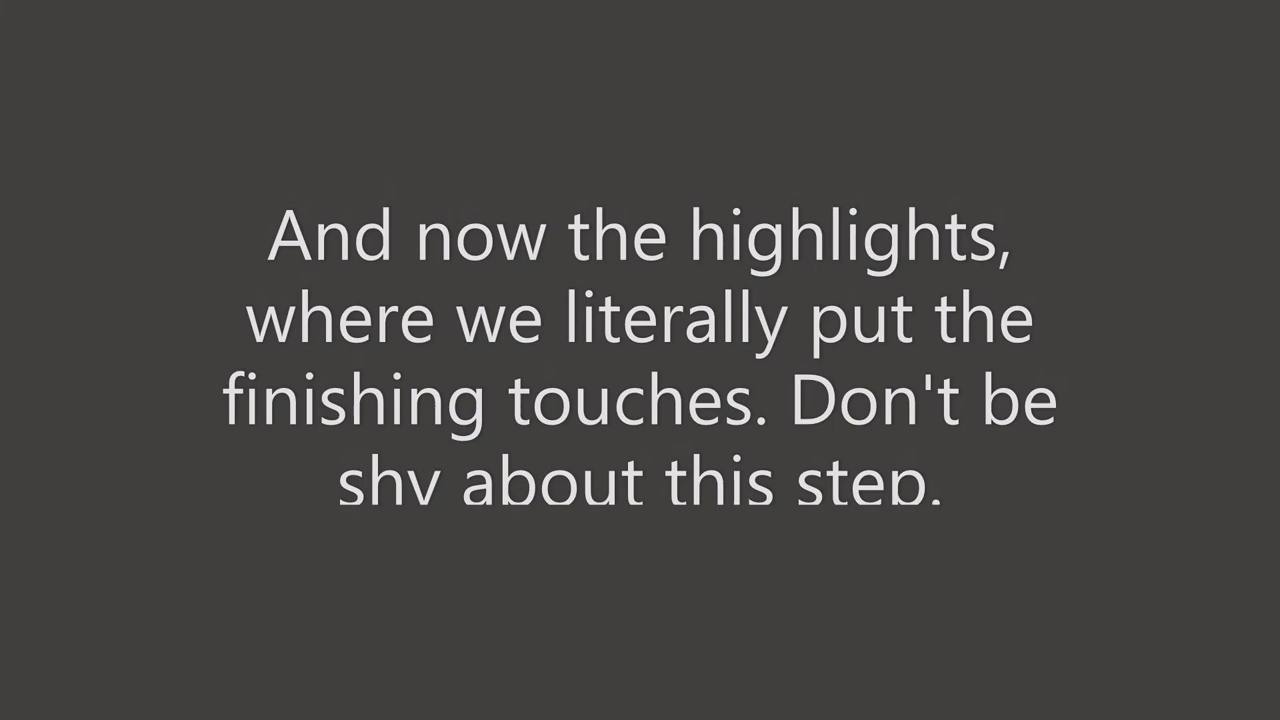 And now the highlights,
where we literally put the
finishing touches. Don't be
shy about this step.